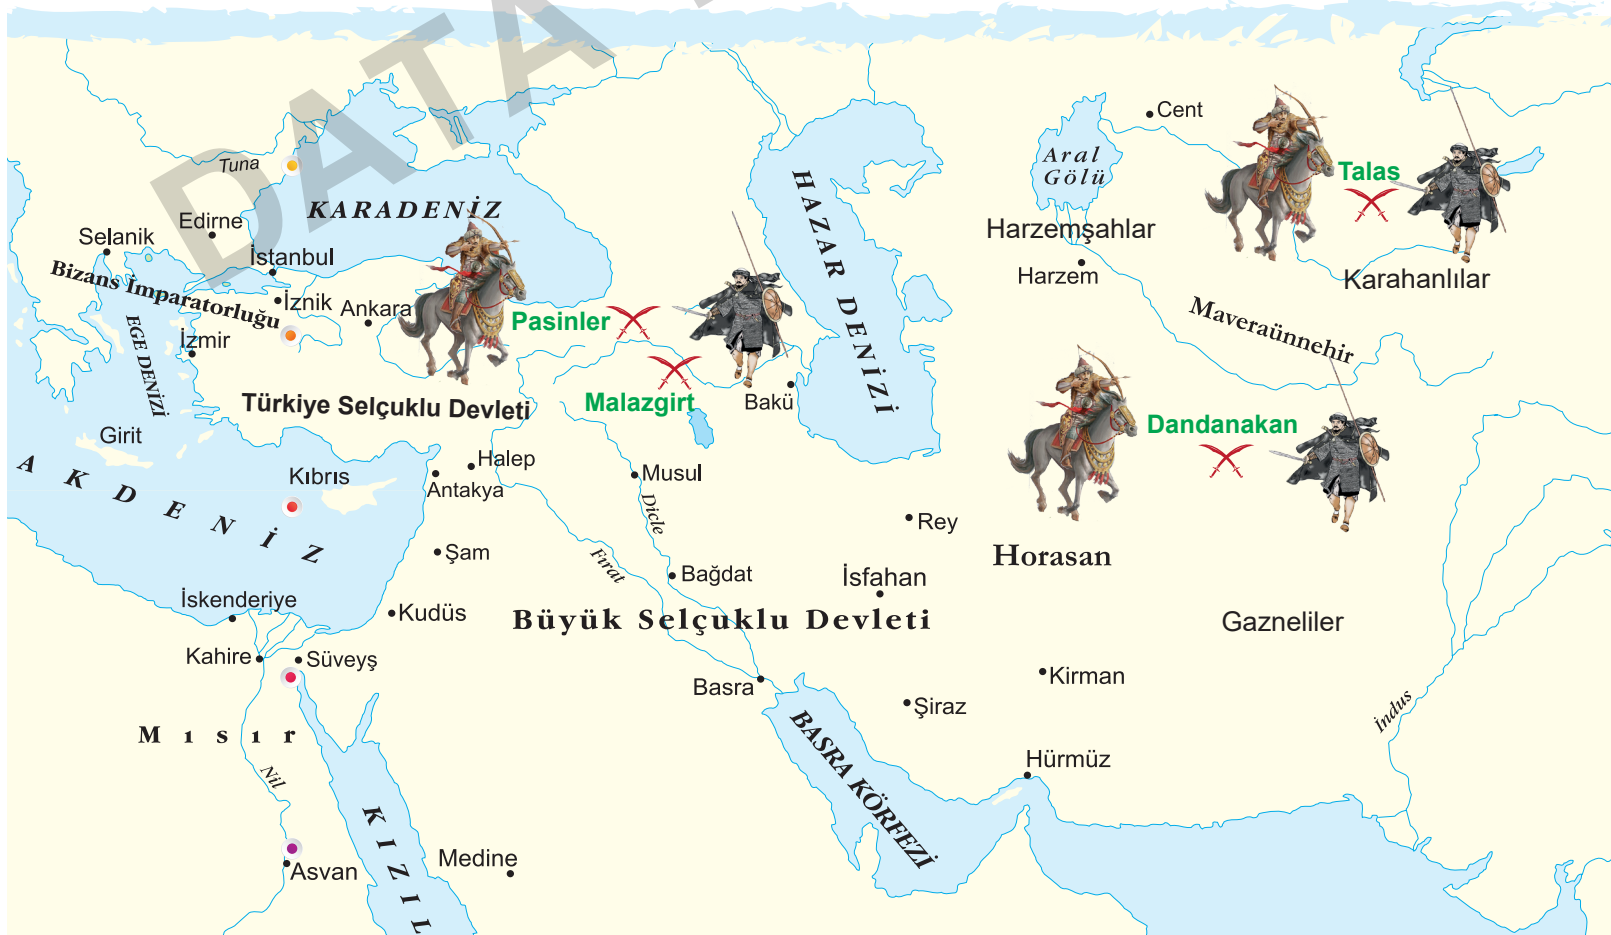 DATA
Tuna
KARADENİZ
Edirne
Selanik
İstanbul
Bizans İmparatorluğu
İznik
Ankara
İzmir
EGE DENİZİ
Pasinler
Malazgirt
Bakü
HAZAR DENİZİ
Türkiye Selçuklu Devleti
Girit
AKDENİZ
Kıbrıs
Halep
Antakya
Musul
Dicle
Şam
Fırat
Bağdat
İskenderiye
Kudüs
Büyük Selçuklu Devleti
Kahire
Süveyş
Basra
Mısır
Nil
KIZIL
Asvan
Medine
BASRA KÖRFEZİ
Aral
Gölü
Cent
Talas
Harzemşahlar
Harzem
Karahanlılar
Maveraünnehir
Dandanakan
Rey
Horasan
İsfahan
Gazneliler
Kirman
Şiraz
Hürmüz
İndus